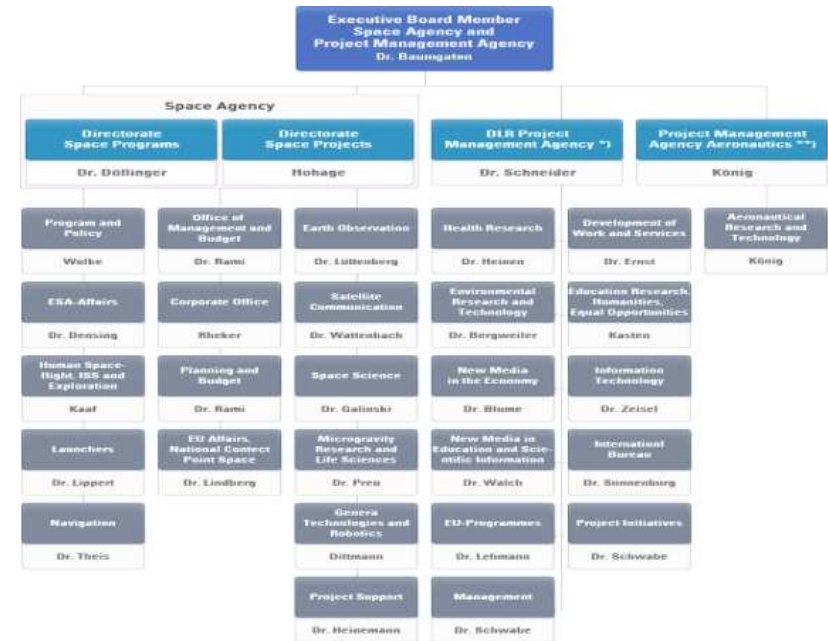 Executive Board Member
Space Agency and
Project Management Agency
Dr. Baumgaten
Space Agency
Directorate
Space Programs
Dr. Döllinger
Directorate
Space Projects
Hohage
DLR Project
Management Agency *)
Dr. Schneider
Project Management
Agency Aeronautics **)
König
Program and
Policy
Wolke
Office of
Management and
Budget
Dr. Rami
Earth Observation
Dr. Lüttenberg
Health Research
Dr. Heinen
Development of
Work and Services
Dr. Ernst
Aeronautical
Research and
Technology
König
ESA-Affairs
Dr. Densing
Corporate Office
Rheker
Satellite
Communication
Dr. Wattenbach
Environmental
Research and
Technology
Dr. Bergweiler
Education Research,
Humanities,
Equal Opportunities
Kasten
Human Space-
flight, ISS and
Exploration
Kaaf
Planning and
Budget
Dr. Rami
Space Science
Dr. Galinski
New Media
in the Economy
Dr. Blume
Information
Technology
Dr. Zeisel
Launchers
Dr. Lippert
EU Affairs,
National Contect
Point Space
Dr. Lindberg
Microgravity
Research and
Life Sciences
Dr. Preu
New Media in
Education and Scie-
ntific Information
Dr. Walch
Internationl
Bureau
Dr. Sonnenburg
Navigation
Dr. Theis
Genera
Technologies and
Robotics
Dittmann
EU-Programmes
Dr. Lehmann
Project Initiatives
Dr. Schwabe
Project Support
Dr. Heinemann
Management
Dr. Schwabe